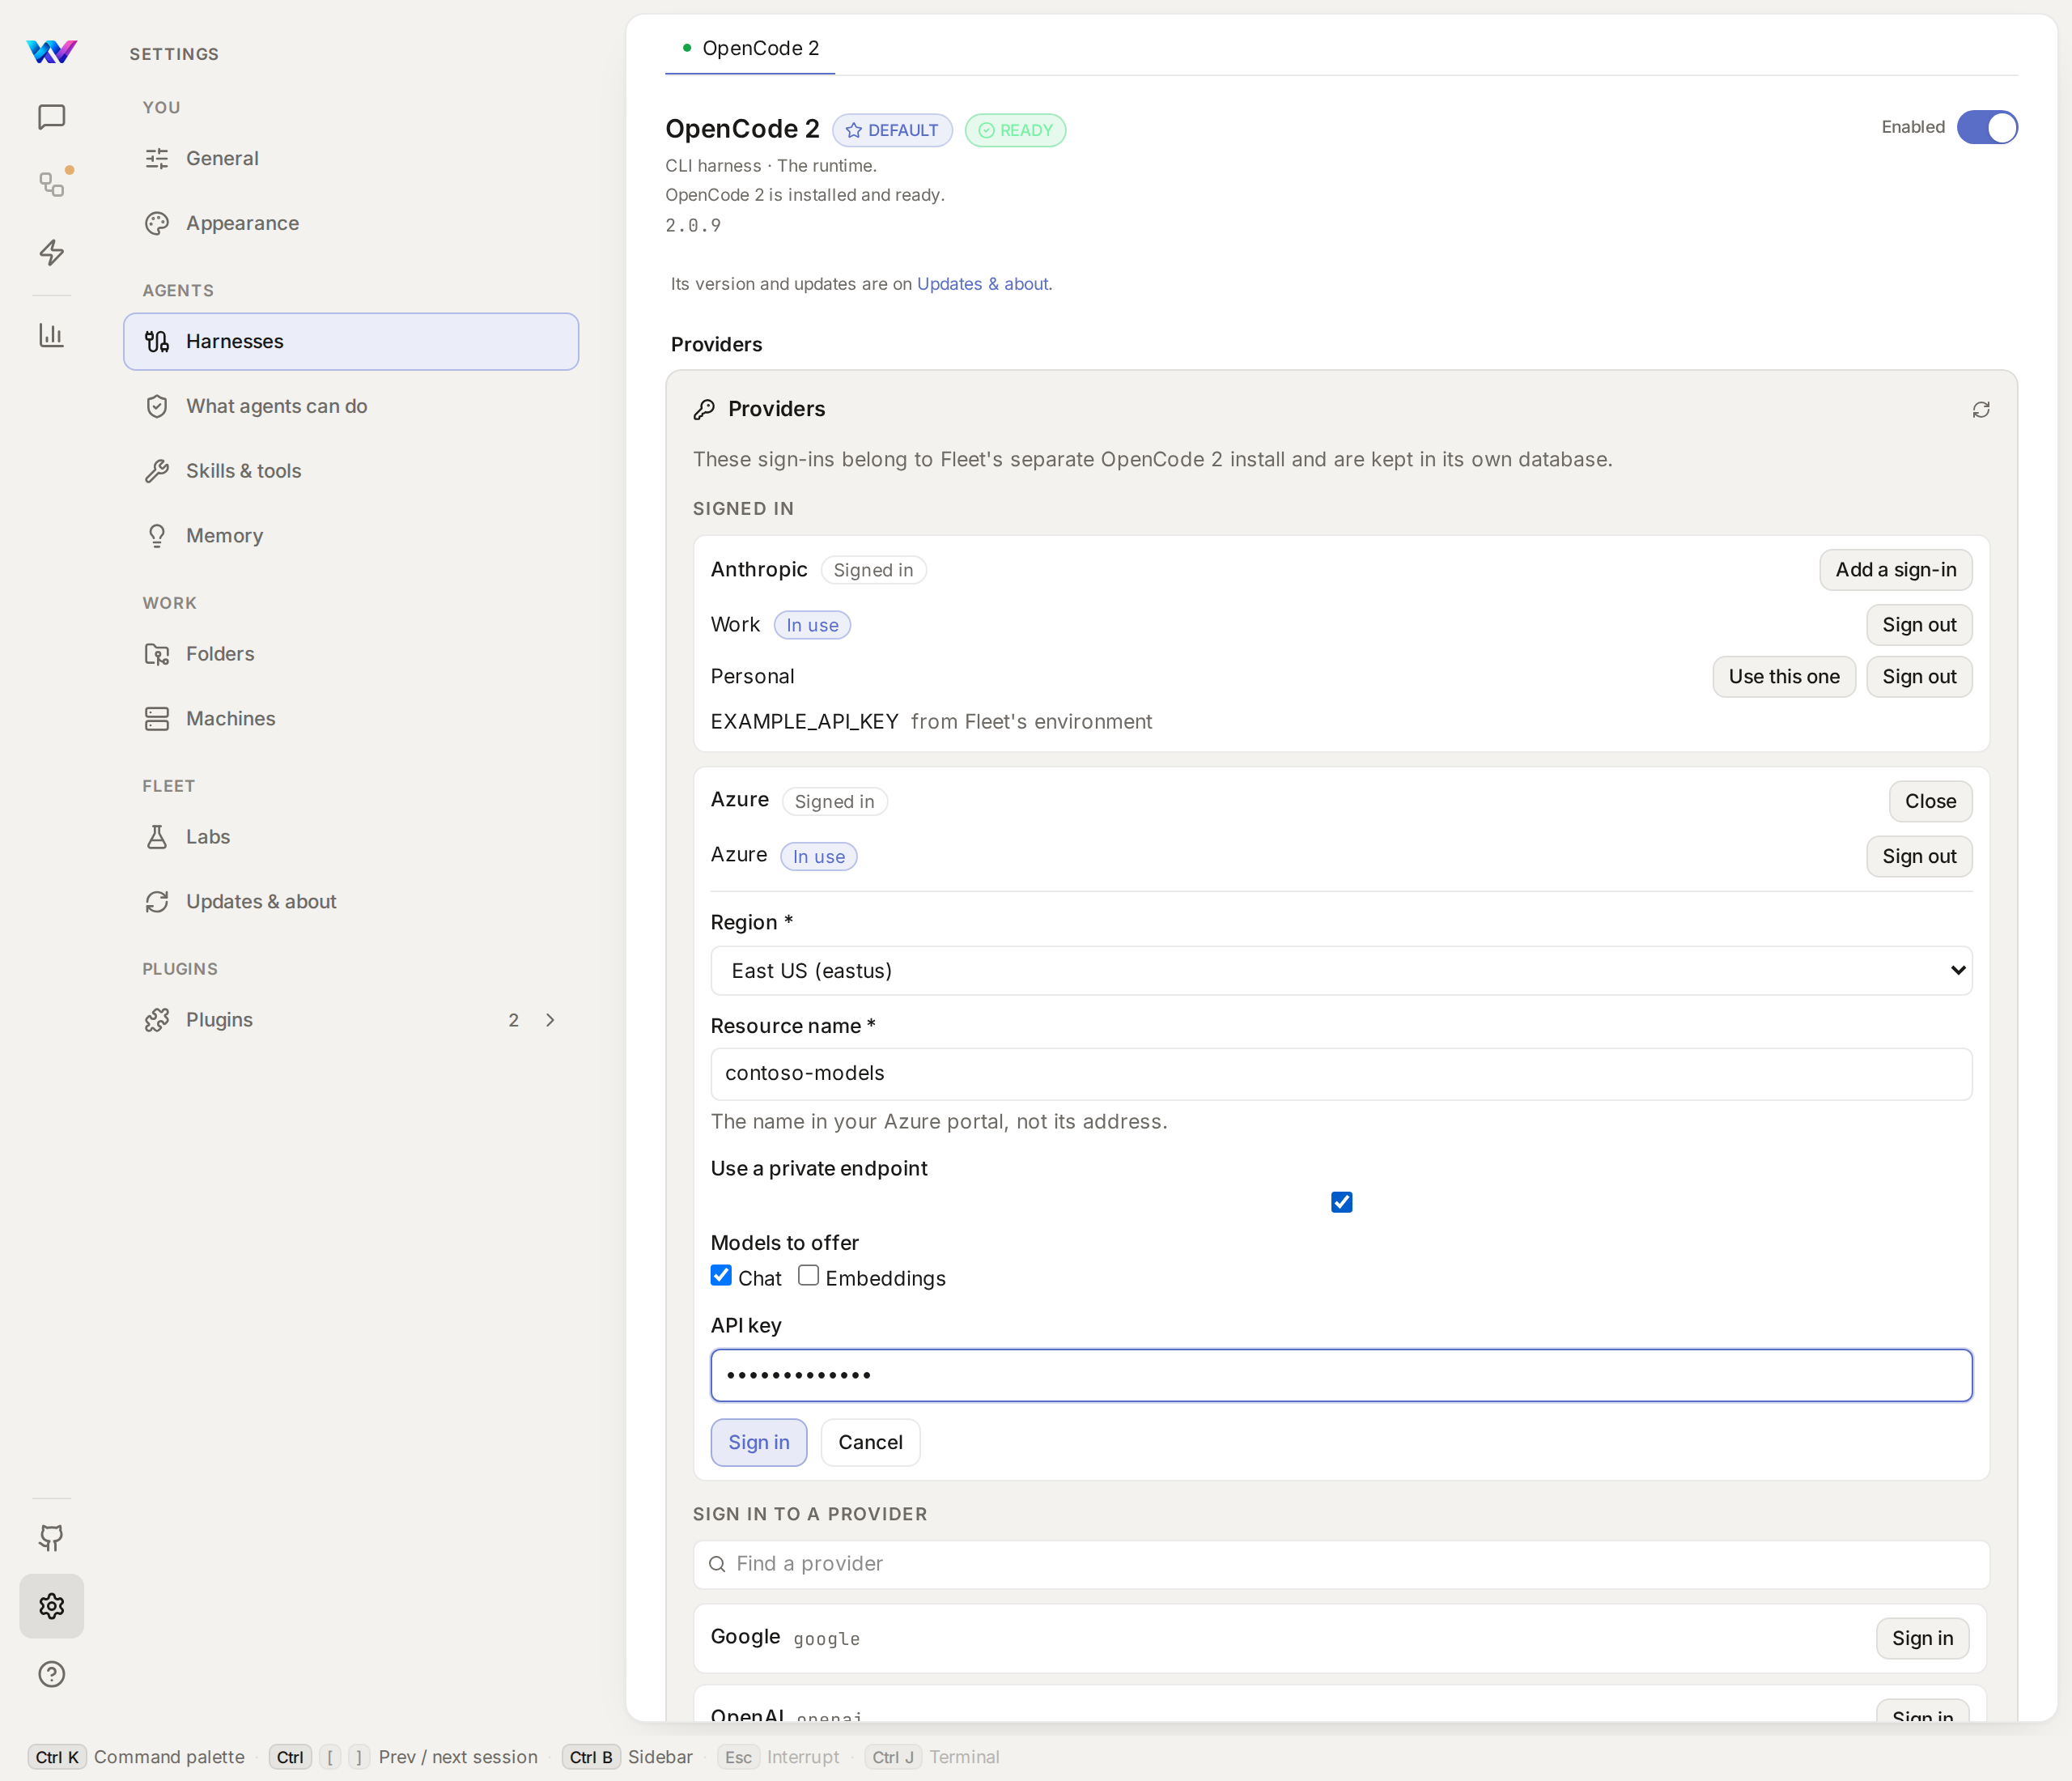 SETTINGS
YOU
General
Appearance
AGENTS
Harnesses
What agents can do
Skills & tools
Memory
WORK
Folders
Machines
FLEET
Labs
Updates & about
PLUGINS
Plugins 2
OpenCode 2
OpenCode 2 DEFAULT READY
Enabled
CLI harness · The runtime.
OpenCode 2 is installed and ready.
2.0.9
Its version and updates are on Updates & about.
Providers
Providers
These sign-ins belong to Fleet's separate OpenCode 2 install and are kept in its own database.
SIGNED IN
Anthropic Signed in Add a sign-in
Work In use Sign out
Personal Use this one Sign out
EXAMPLE_API_KEY from Fleet's environment
Azure Signed in Close
Azure In use Sign out
Region *
East US (eastus)
Resource name *
contoso-models
The name in your Azure portal, not its address.
Use a private endpoint
Models to offer
Chat Embeddings
API key
•••••••••••••
Sign in Cancel
SIGN IN TO A PROVIDER
Find a provider
Google google Sign in
OpenAI openai Sign in
Ctrl K Command palette · Ctrl [ ] Prev / next session · Ctrl B Sidebar · Esc Interrupt · Ctrl J Terminal